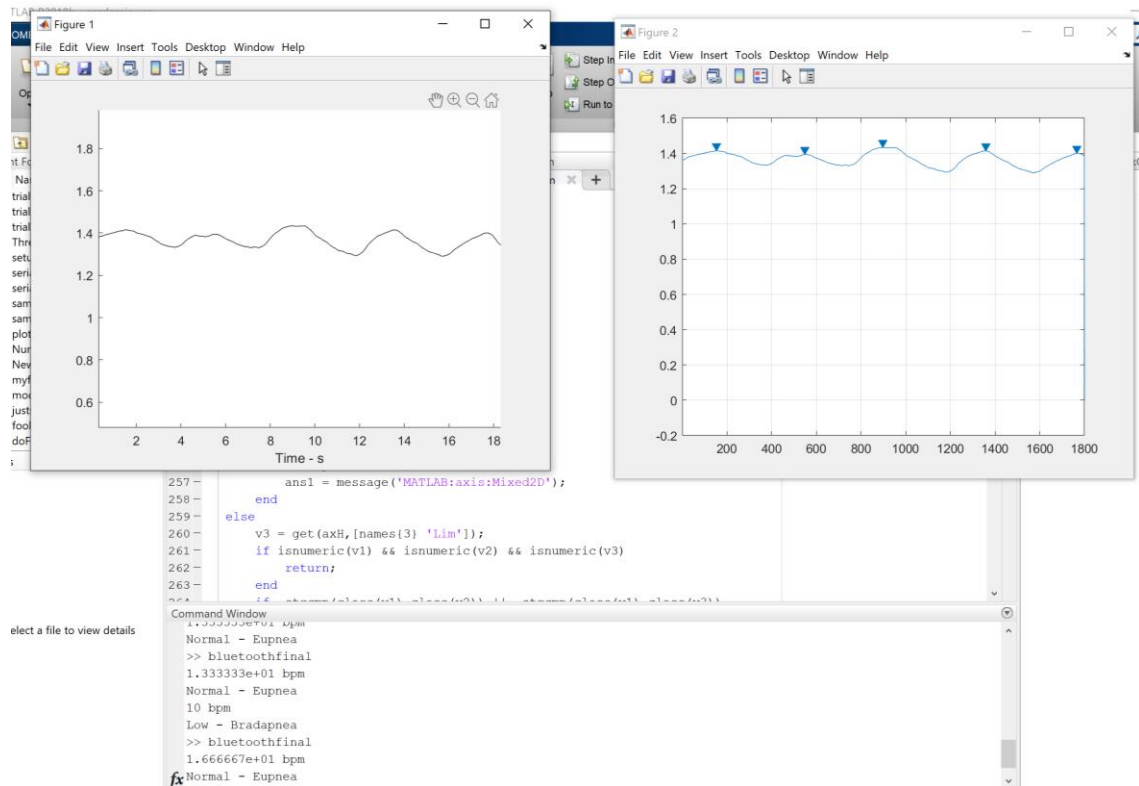 Figure 1
File Edit View Insert Tools Desktop Window Help
1.8
1.6
1.4
1.2
1
0.8
0.6
2 4 6 8 10 12 14 16 18
Time - s
Step
Step
Run to
Figure 2
File Edit View Insert Tools Desktop Window Help
1.6
1.4
1.2
1
0.8
0.6
0.4
0.2
0
-0.2
200 400 600 800 1000 1200 1400 1600 1800
257 ans1 = message('MATLAB:axis:Mixed2D');
258 end
259 else
260 v3 = get(axH,[names{3} 'Lim']);
261 if isnumeric(v1) && isnumeric(v2) && isnumeric(v3)
262 return;
263 end
Command Window
1.333333e+01 bpm
Normal - Eupnea
>> bluetoothfinal
1.333333e+01 bpm
Normal - Eupnea
10 bpm
Low - Bradapnea
>> bluetoothfinal
1.666667e+01 bpm
fx Normal - Eupnea
elect a file to view details